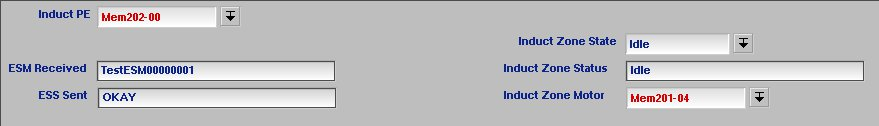 Induct PE Mem202-00
Induct Zone State Idle
ESM Received TestESM00000001 Induct Zone Status Idle
ESS Sent OKAY Induct Zone Motor Mem201-04